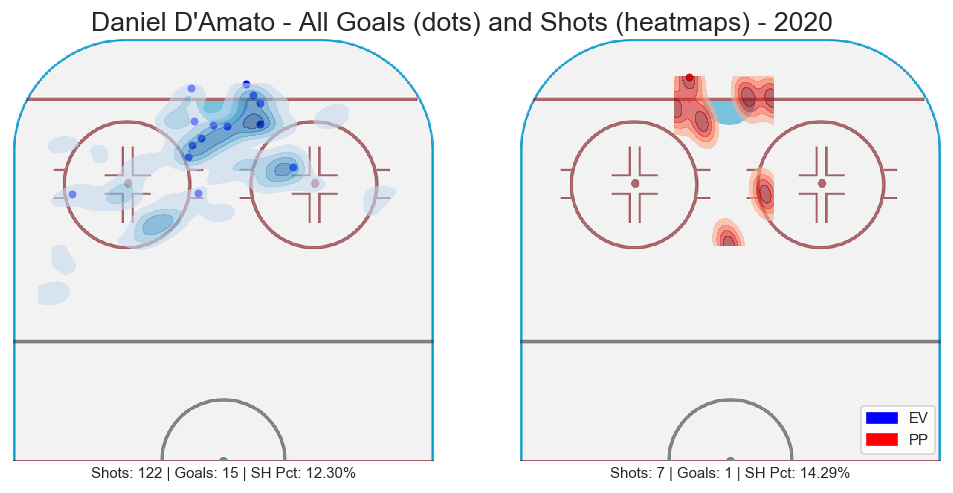 Daniel D'Amato - All Goals (dots) and Shots (heatmaps) - 2020
EV
PP
Shots: 122 | Goals: 15 | SH Pct: 12.30%
Shots: 7 | Goals: 1 | SH Pct: 14.29%